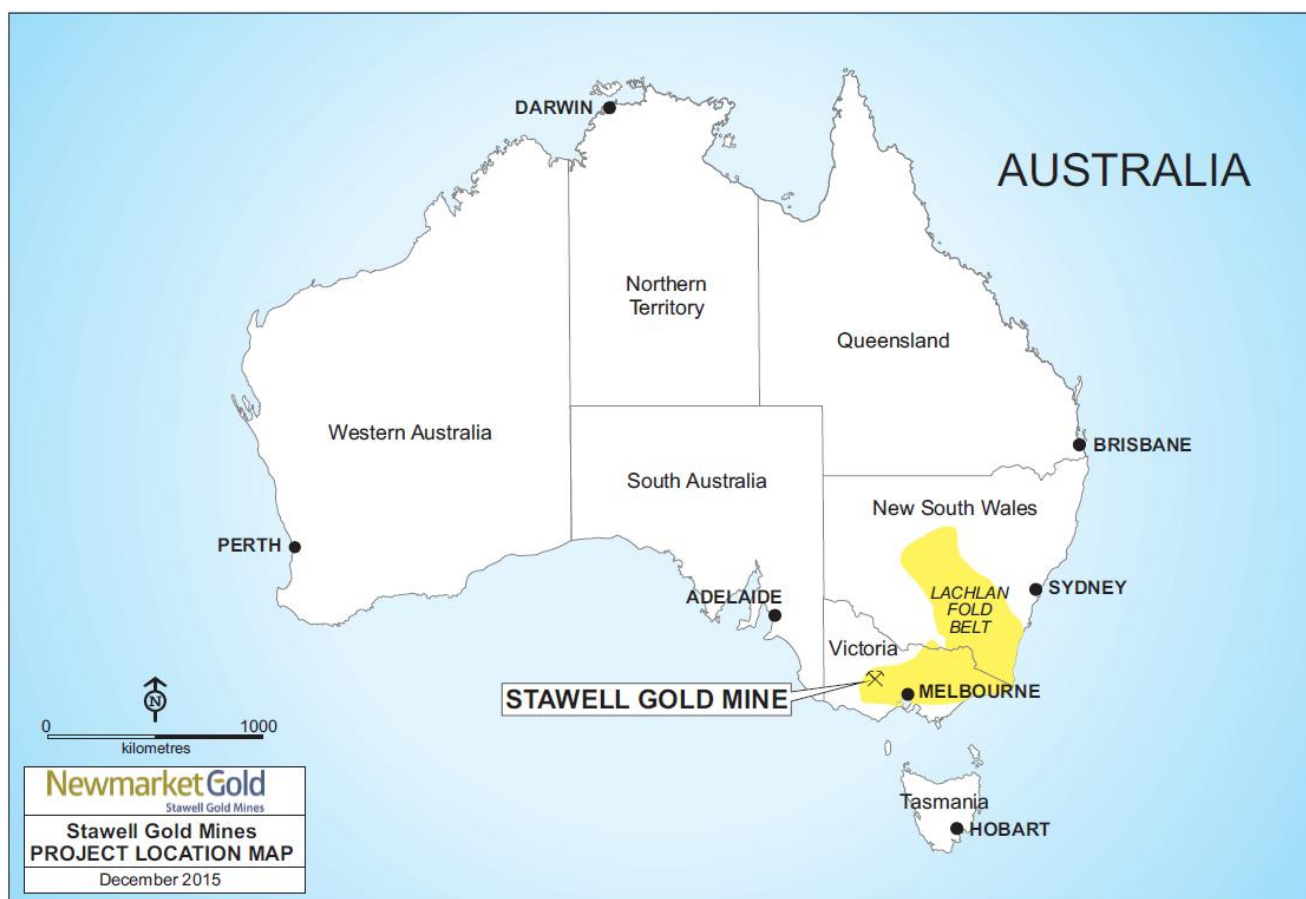 AUSTRALIA
DARWIN
Northern
Territory
Queensland
Western Australia
BRISBANE
South Australia
New South Wales
PERTH
SYDNEY
LACHLAN
FOLD
BELT
ADELAIDE
Victoria
STAWELL GOLD MINE
MELBOURNE
N
0 1000
kilometres
NewmarketGold
Stawell Gold Mines
Stawell Gold Mines
PROJECT LOCATION MAP
December 2015
Tasmania
HOBART